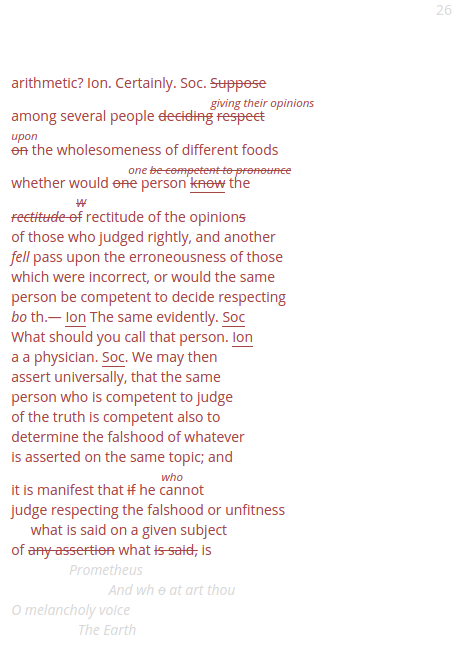 26
arithmetic? Ion. Certainly. Soc. Suppose
giving their opinions
among several people deciding respect
upon
on the wholesomeness of different foods
one be competent to pronounce
whether would one person know the
w
rectitude of rectitude of the opinions
of those who judged rightly, and another
fell pass upon the erroneousness of those
which were incorrect, or would the same
person be competent to decide respecting
bo th.— Ion The same evidently. Soc
What should you call that person. Ion
a a physician. Soc. We may then
assert universally, that the same
person who is competent to judge
of the truth is competent also to
determine the falshood of whatever
is asserted on the same topic; and
who
it is manifest that if he cannot
judge respecting the falshood or unfitness
what is said on a given subject
of any assertion what is said, is
Prometheus
And wh o at art thou
O melancholy voice
The Earth